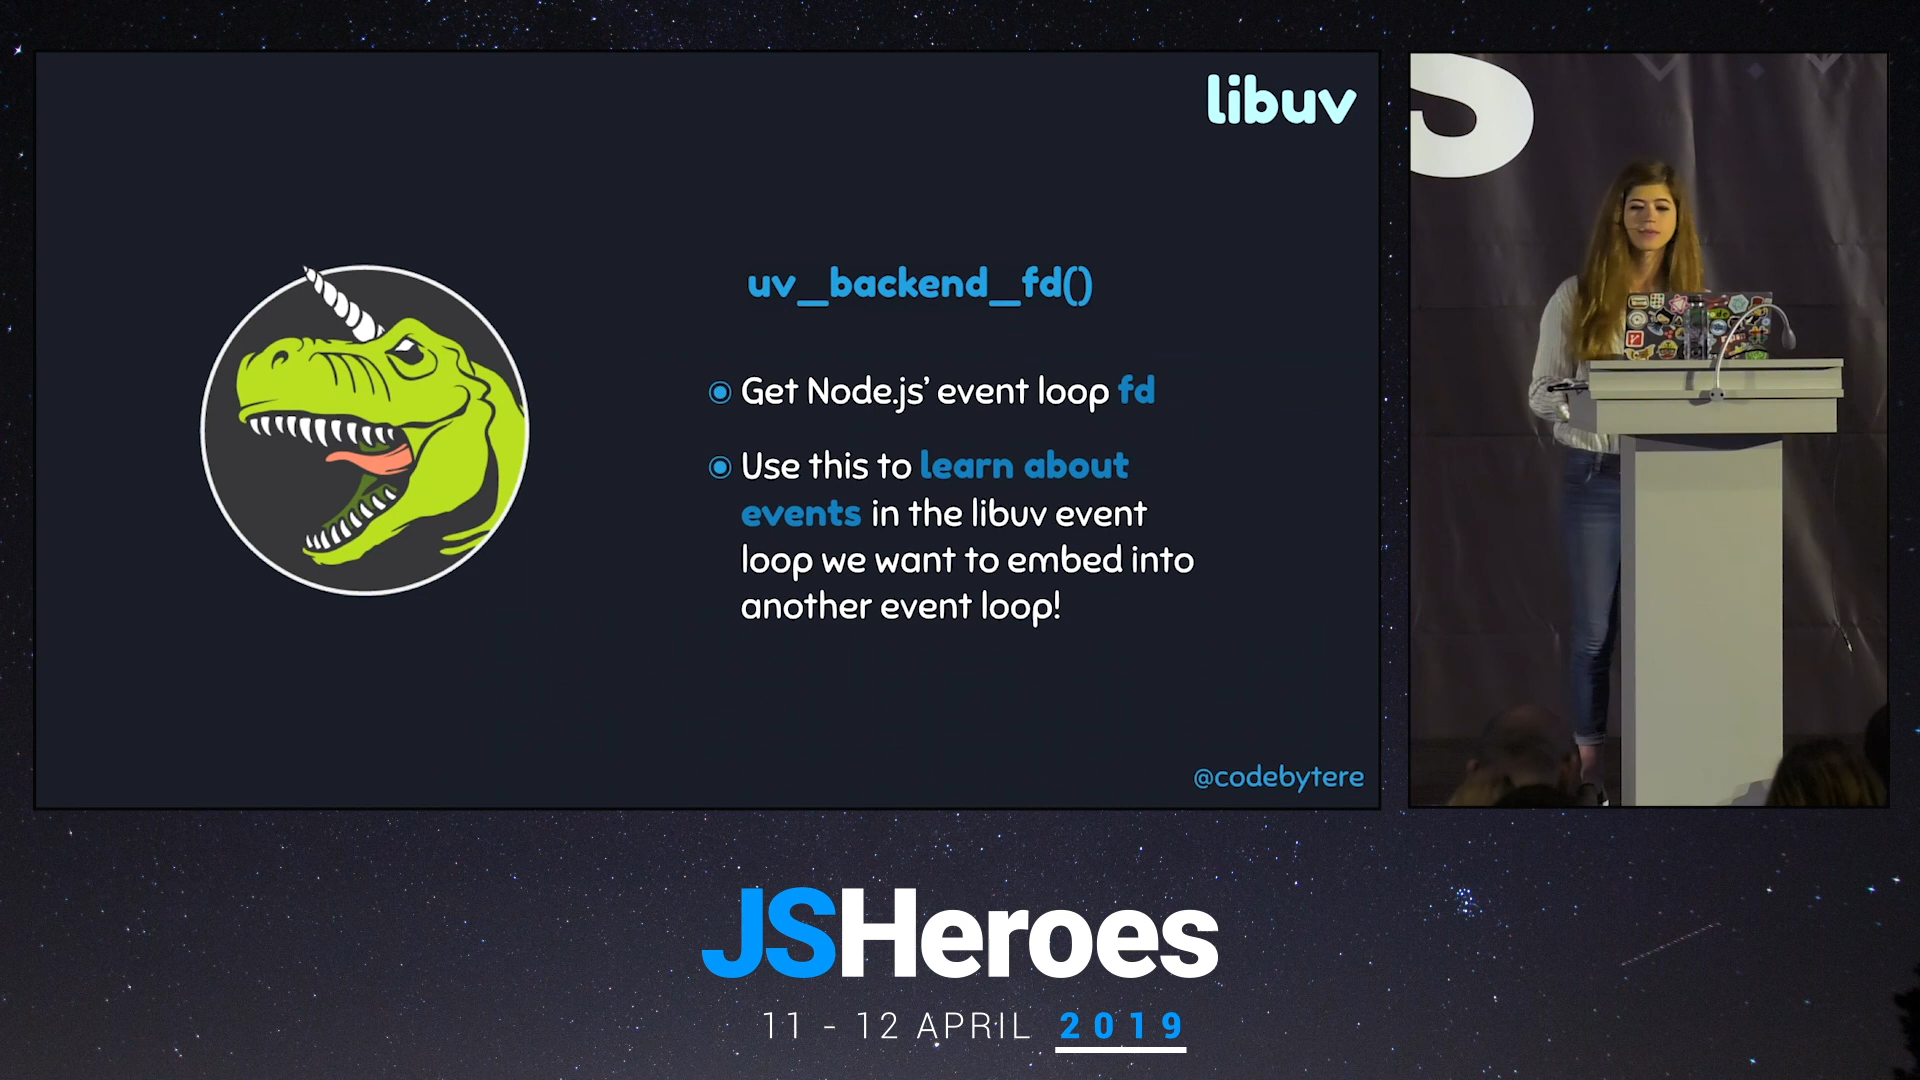 libuv
uv_backend_fd()
Get Node.js’ event loop fd
Use this to learn about
events in the libuv event
loop we want to embed into
another event loop!
@codebytere
S
JSHeroes
11 - 12 APRIL 2019